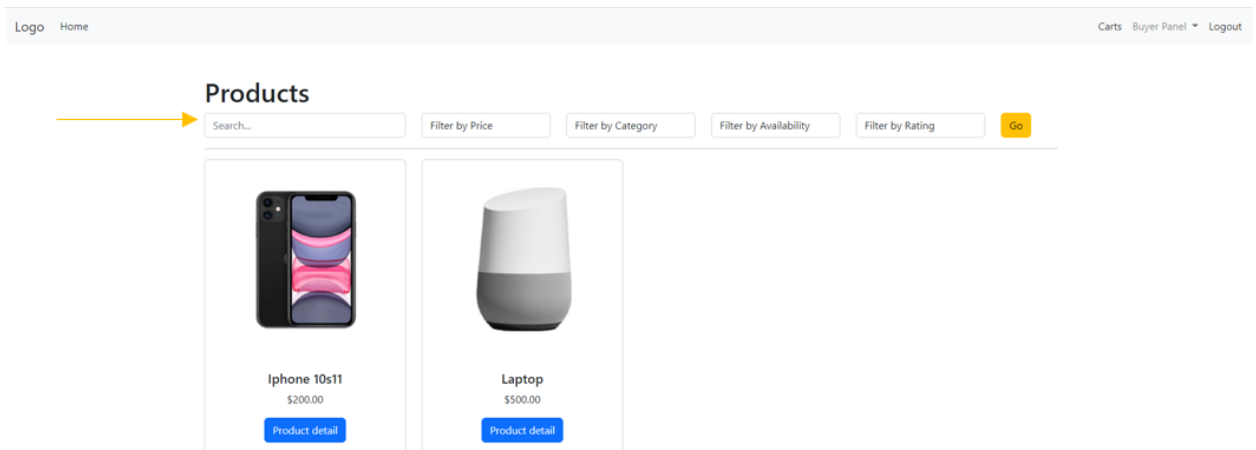 Logo Home Carts Buyer Panel Logout
Products
Search... Filter by Price Filter by Category Filter by Availability Filter by Rating Go
Iphone 10s11 Laptop
$200.00 $500.00
Product detail Product detail